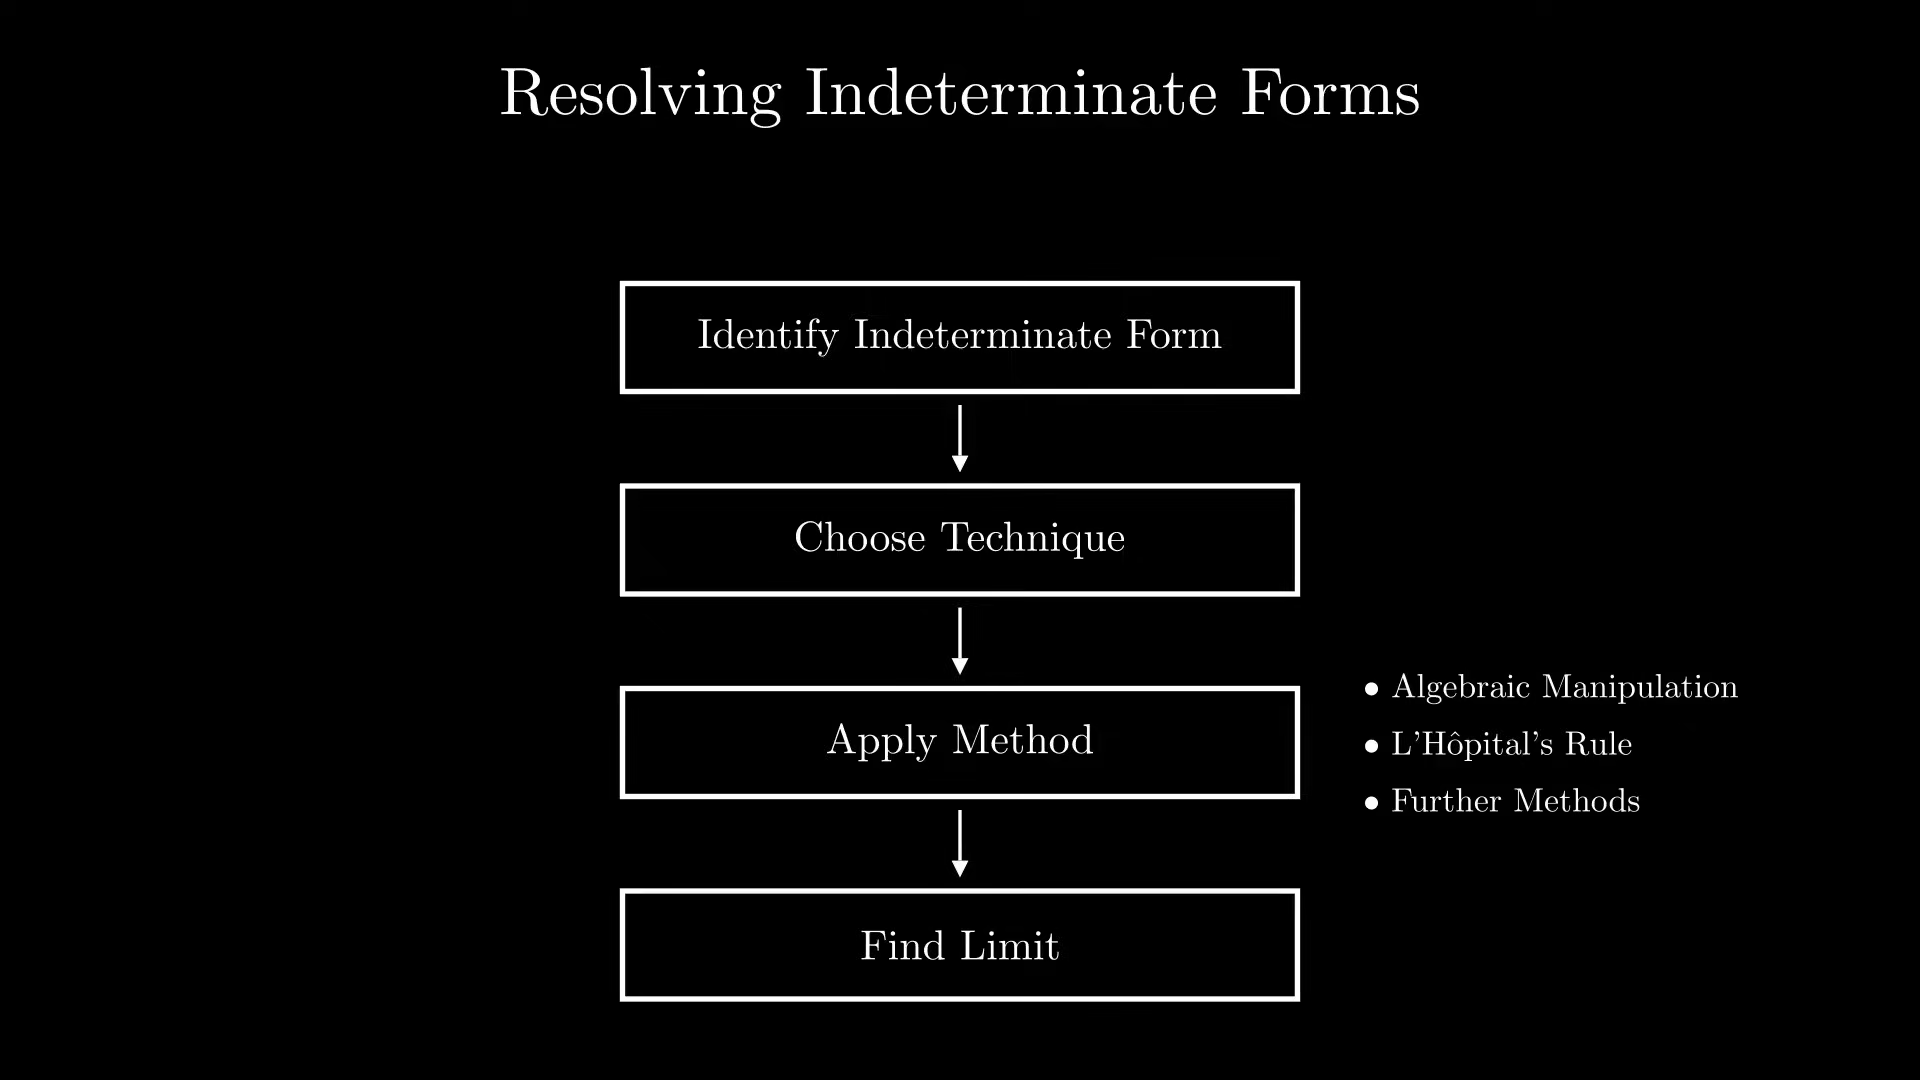 Resolving Indeterminate Forms
Identify Indeterminate Form
Choose Technique
Apply Method
• Algebraic Manipulation
• L'Hôpital's Rule
• Further Methods
Find Limit